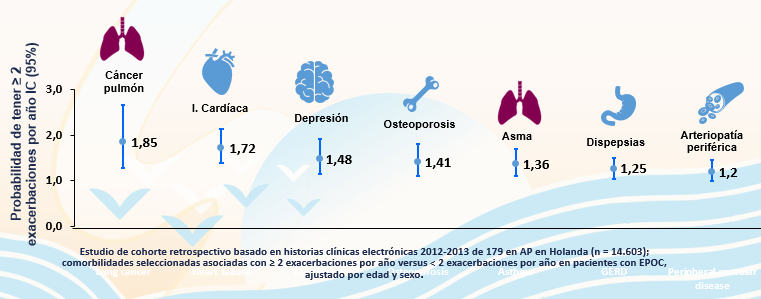 Probabilidad de tener ≥ 2
exacerbaciones por año IC (95%)
3,0
2,0
1,0
0,0
Cáncer
pulmón
1,85
I. Cardíaca
1,72
Depresión
1,48
Osteoporosis
1,41
Asma
1,36
Dispepsias
1,25
Arteriopatía
periférica
1,2
Estudio de cohorte retrospectivo basado en historias clínicas electrónicas 2012-2013 de 179 en AP en Holanda (n = 14.603);
comorbilidades seleccionadas asociadas con ≥ 2 exacerbaciones por año versus < 2 exacerbaciones por año en pacientes con EPOC,
ajustado por edad y sexo.
Lung cancer
GERD
Peripheral
disease